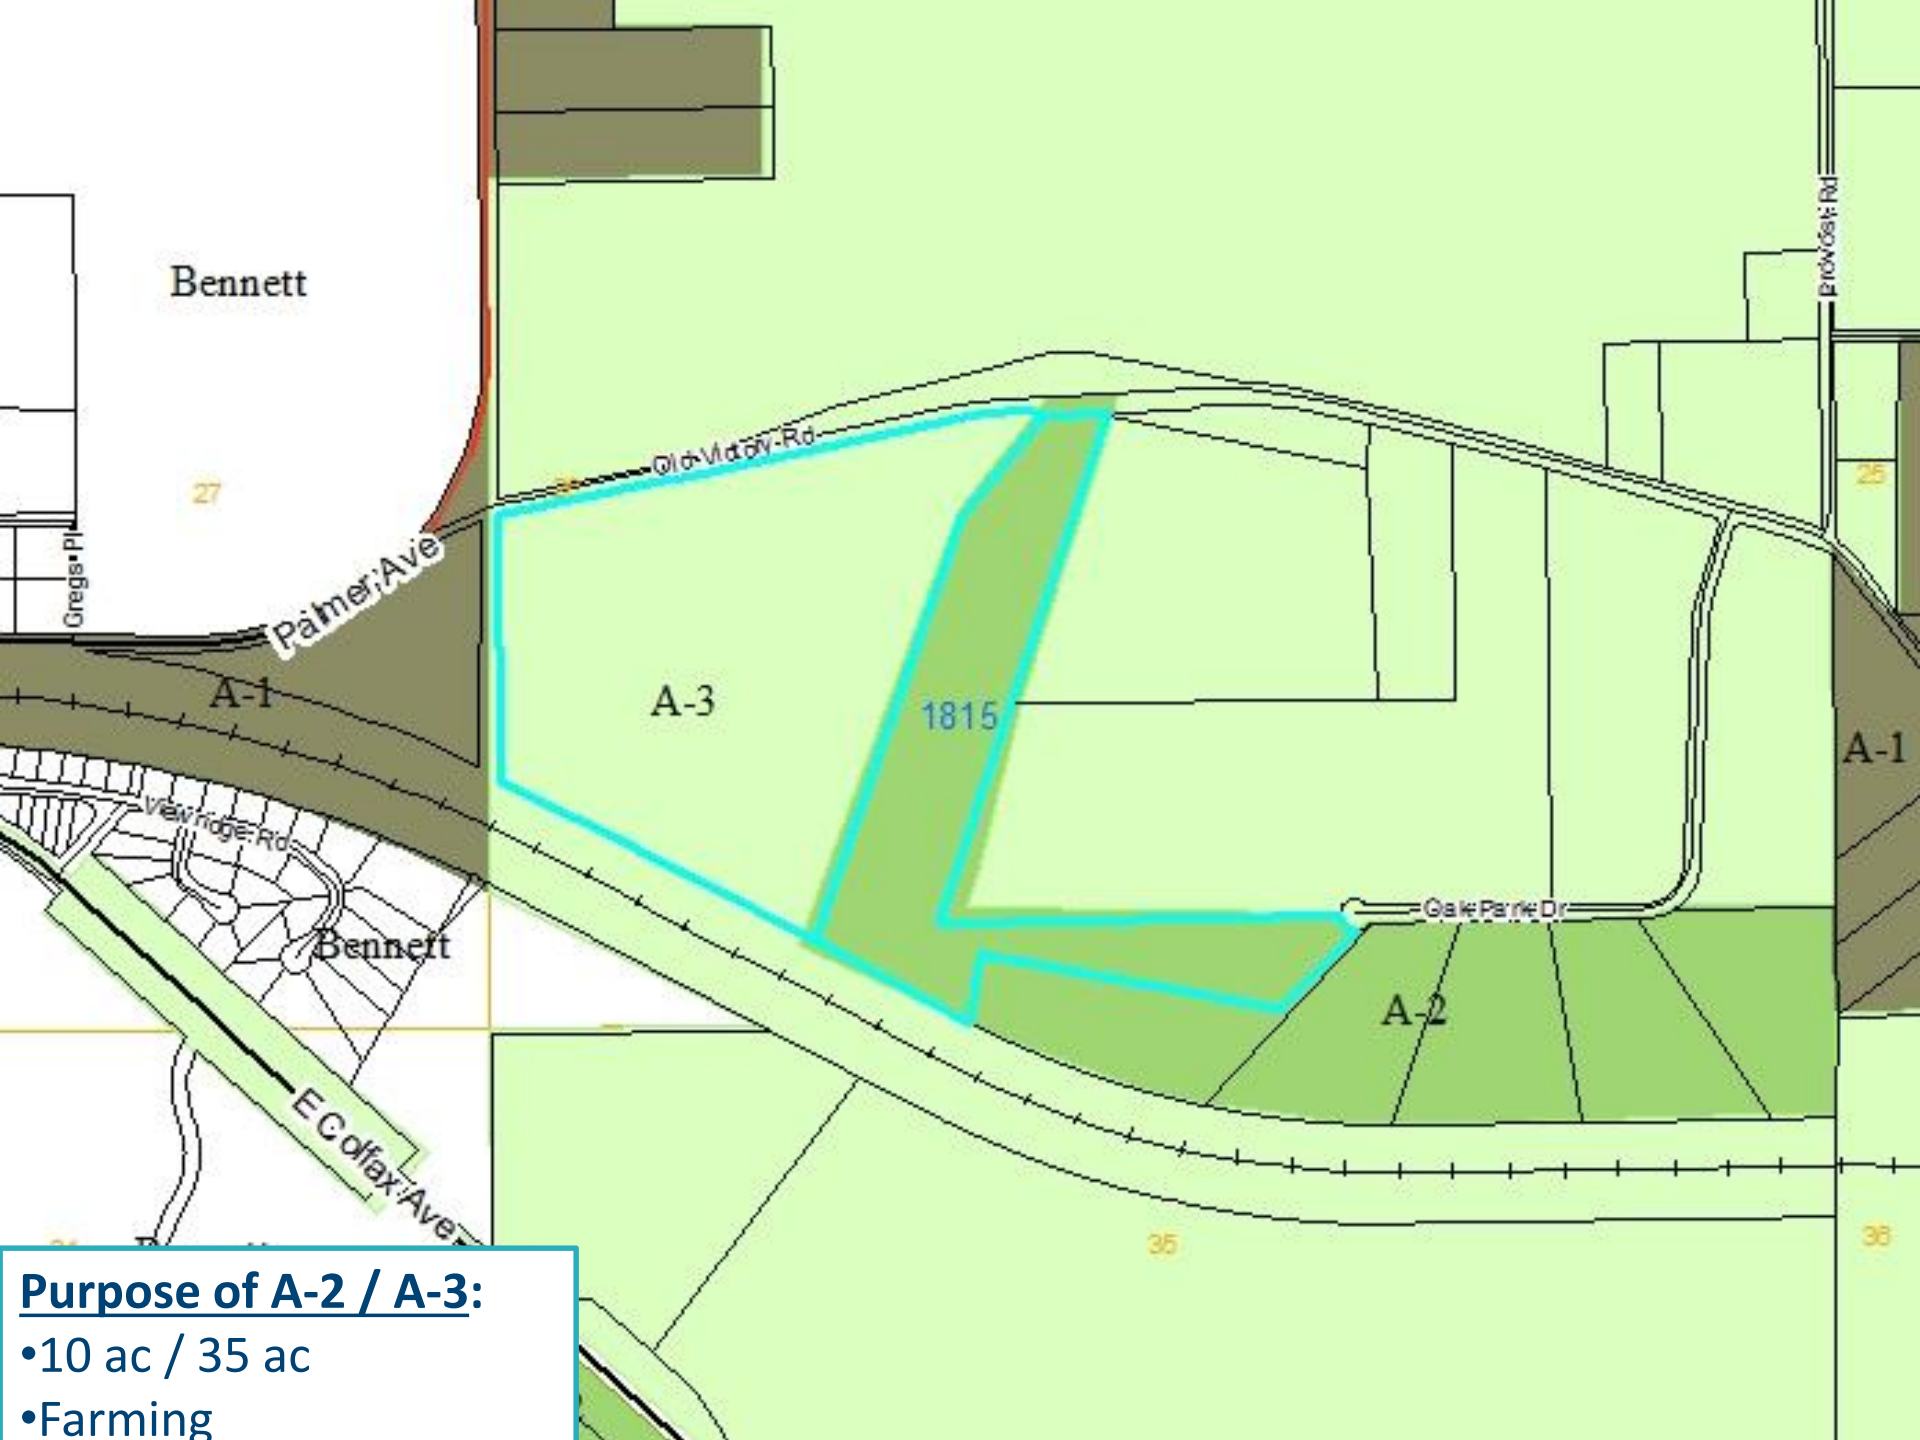 Provost Rd
Bennett
Old Victory Rd
25
27
Gregs Pl
Palmer Ave
A-1
A-3
1815
A-1
Viewridge Rd
Oak Park Dr
Bennett
A-2
E Colfax Ave
35
36
Purpose of A-2 / A-3:
•10 ac / 35 ac
•Farming